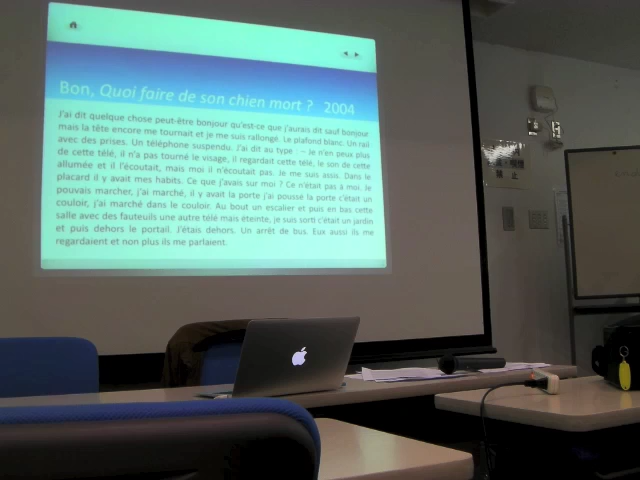 Bon, Quoi faire de son chien mort ? 2004
J'ai dit quelque chose peut-être bonjour qu'est-ce que j'aurais dit sauf bonjour
mais la tête encore me tournait et je me suis rallongé. Le plafond blanc. Un rail
avec des prises. Un téléphone suspendu. J'ai dit au type : – Je n'en peux plus
de cette télé, il n'a pas tourné le visage, il regardait cette télé, le son de cette
allumée et il l'écoutait, mais moi il n'écoutait pas. Je me suis assis. Dans le
placard il y avait mes habits. Ce que j'avais sur moi ? Ce n'était pas à moi. Je
pouvais marcher, j'ai marché, il y avait la porte j'ai poussé la porte c'était un
couloir, j'ai marché dans le couloir. Au bout un escalier et puis en bas cette
salle avec des fauteuils une autre télé mais éteinte, je suis sorti c'était un jardin
et puis dehors le portail. J'étais dehors. Un arrêt de bus. Eux aussi ils me
regardaient et non plus ils me parlaient.